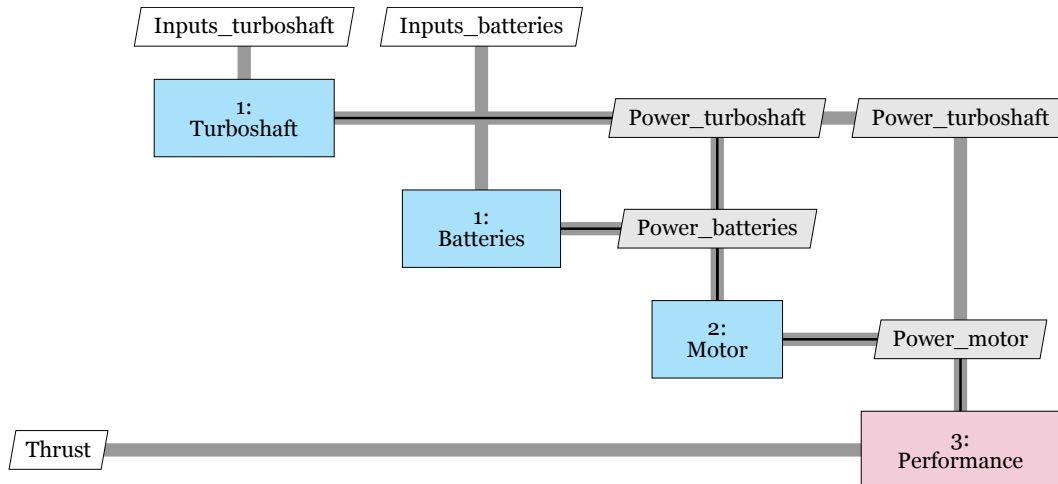 Inputs_turboshaft
Inputs_batteries
1:
Turboshaft
Power_turboshaft
Power_turboshaft
1:
Batteries
Power_batteries
2:
Motor
Power_motor
Thrust
3:
Performance